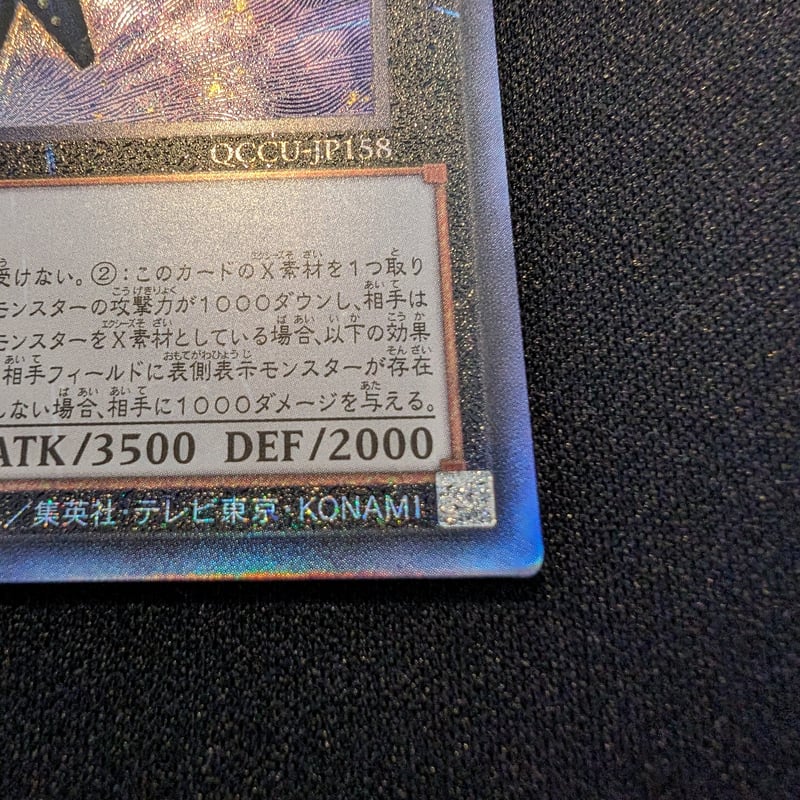 OCCU-JP158
受けない。②：このカードのX素材を1つ取り
モンスターの攻撃力が1000ダウンし、相手は
モンスターをX素材としている場合、以下の効果
相手フィールドに表側表示モンスターが存在
しない場合、相手に1000ダメージを与える。
ATK/3500 DEF/2000
／集英社・テレビ東京・KONAMI